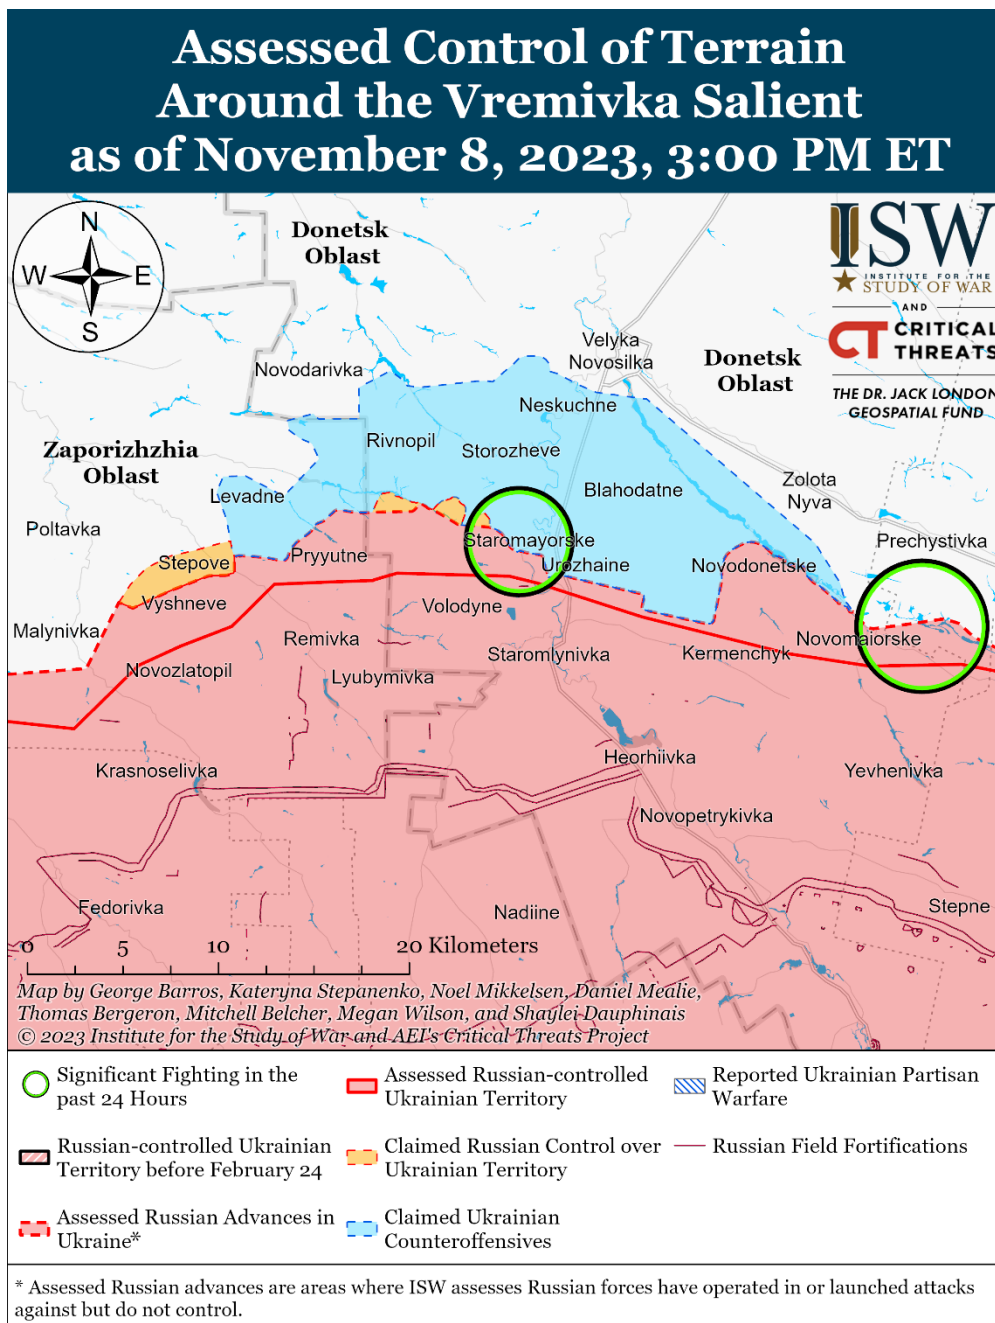 Assessed Control of Terrain
Around the Vremivka Salient
as of November 8, 2023, 3:00 PM ET
N
W
E
S
Donetsk
Oblast
ISW
INSTITUTE FOR THE
STUDY OF WAR
AND
CT CRITICAL
THREATS
THE DR. JACK LONDON
GEOSPATIAL FUND
Velyka
Novosilka
Donetsk
Oblast
Novodarivka
Neskuchne
Rivnopil
Storozheve
Zaporizhzhia
Oblast
Levadne
Blahodatne
Zolota
Nyva
Poltavka
Staromayorske
Prechystivka
Stepove
Pryyutne
Urozhaine
Novodonetske
Vyshneve
Volodyne
Malynivka
Remivka
Novomaiorske
Staromlynivka
Kermenchyk
Novozlatopil
Lyubymivka
Krasnoselivka
Heorhiivka
Yevhenivka
Novopetrykivka
Fedorivka
Nadiine
Stepne
0 5 10 20 Kilometers
Map by George Barros, Kateryna Stepanenko, Noel Mikkelsen, Daniel Mealie,
Thomas Bergeron, Mitchell Belcher, Megan Wilson, and Shaylei Dauphinais
© 2023 Institute for the Study of War and AEI's Critical Threats Project
Significant Fighting in the
past 24 Hours
Assessed Russian-controlled
Ukrainian Territory
Reported Ukrainian Partisan
Warfare
Russian-controlled Ukrainian
Territory before February 24
Claimed Russian Control over
Ukrainian Territory
Russian Field Fortifications
Assessed Russian Advances in
Ukraine*
Claimed Ukrainian
Counteroffensives
* Assessed Russian advances are areas where ISW assesses Russian forces have operated in or launched attacks
against but do not control.